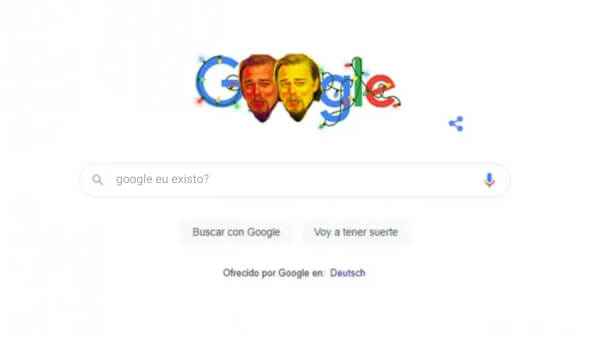 Google
google eu existo?
Buscar con Google Voy a tener suerte
Ofrecido por Google en: Deutsch